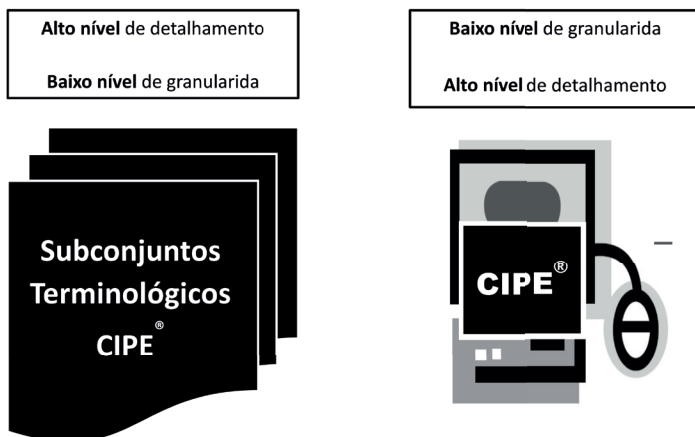 Alto nível de detalhamento
Baixo nível de granularida
Baixo nível de granularida
Alto nível de detalhamento
Subconjuntos
Terminológicos
CIPE®
CIPE®